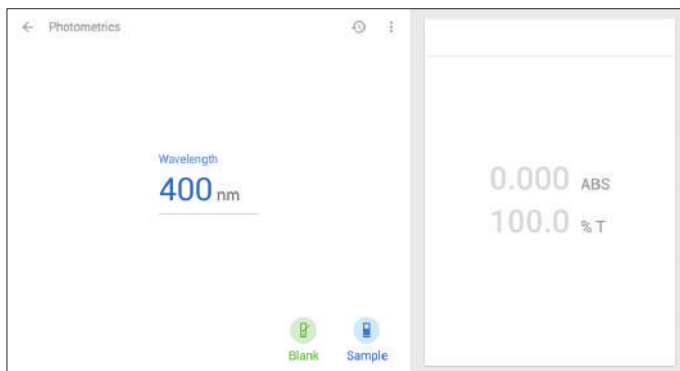 Photometrics
Wavelength
400 nm
Blank
Sample
0.000 ABS
100.0 % T